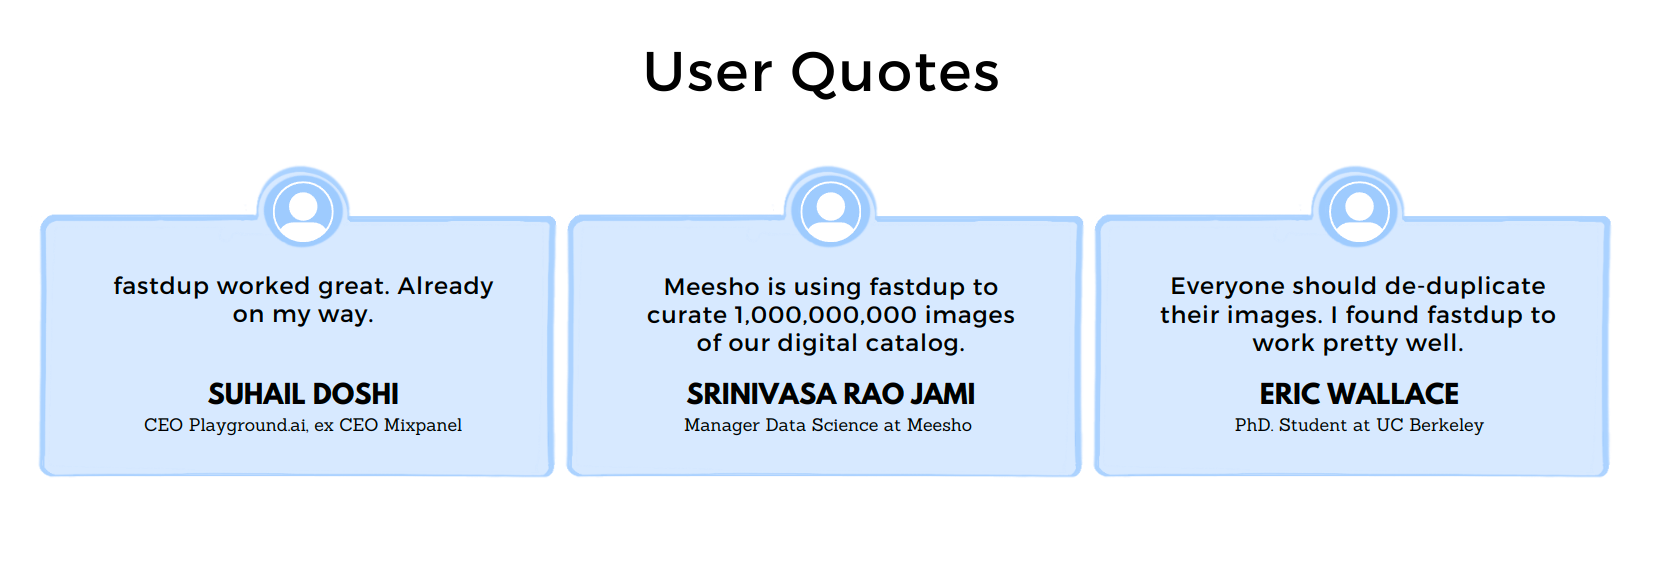 User Quotes
fastdup worked great. Already
on my way.
SUHAIL DOSHI
CEO Playground.ai, ex CEO Mixpanel
Meesho is using fastdup to
curate 1,000,000,000 images
of our digital catalog.
SRINIVASA RAO JAMI
Manager Data Science at Meesho
Everyone should de-duplicate
their images. I found fastdup to
work pretty well.
ERIC WALLACE
PhD. Student at UC Berkeley